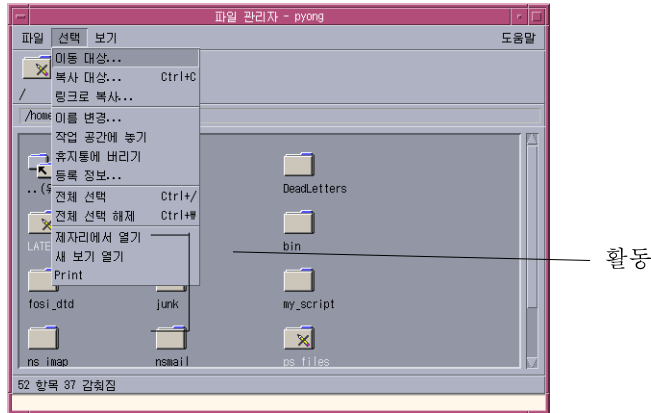 파일 관리자 - pyong
파일 선택 보기 도움말
이동 대상...
복사 대상... Ctrl+C
링크로 복사...
/
/home
이름 변경...
작업 공간에 놓기
휴지통에 버리기
등록 정보...
전체 선택 Ctrl+/
전체 선택 해제 Ctrl+₩
제자리에서 열기
새 보기 열기
Print
..(
DeadLetters
LATE
bin
활동
fosi_dtd junk my_script
ns_imap nsmail ps_files
52 항목 37 감춰짐